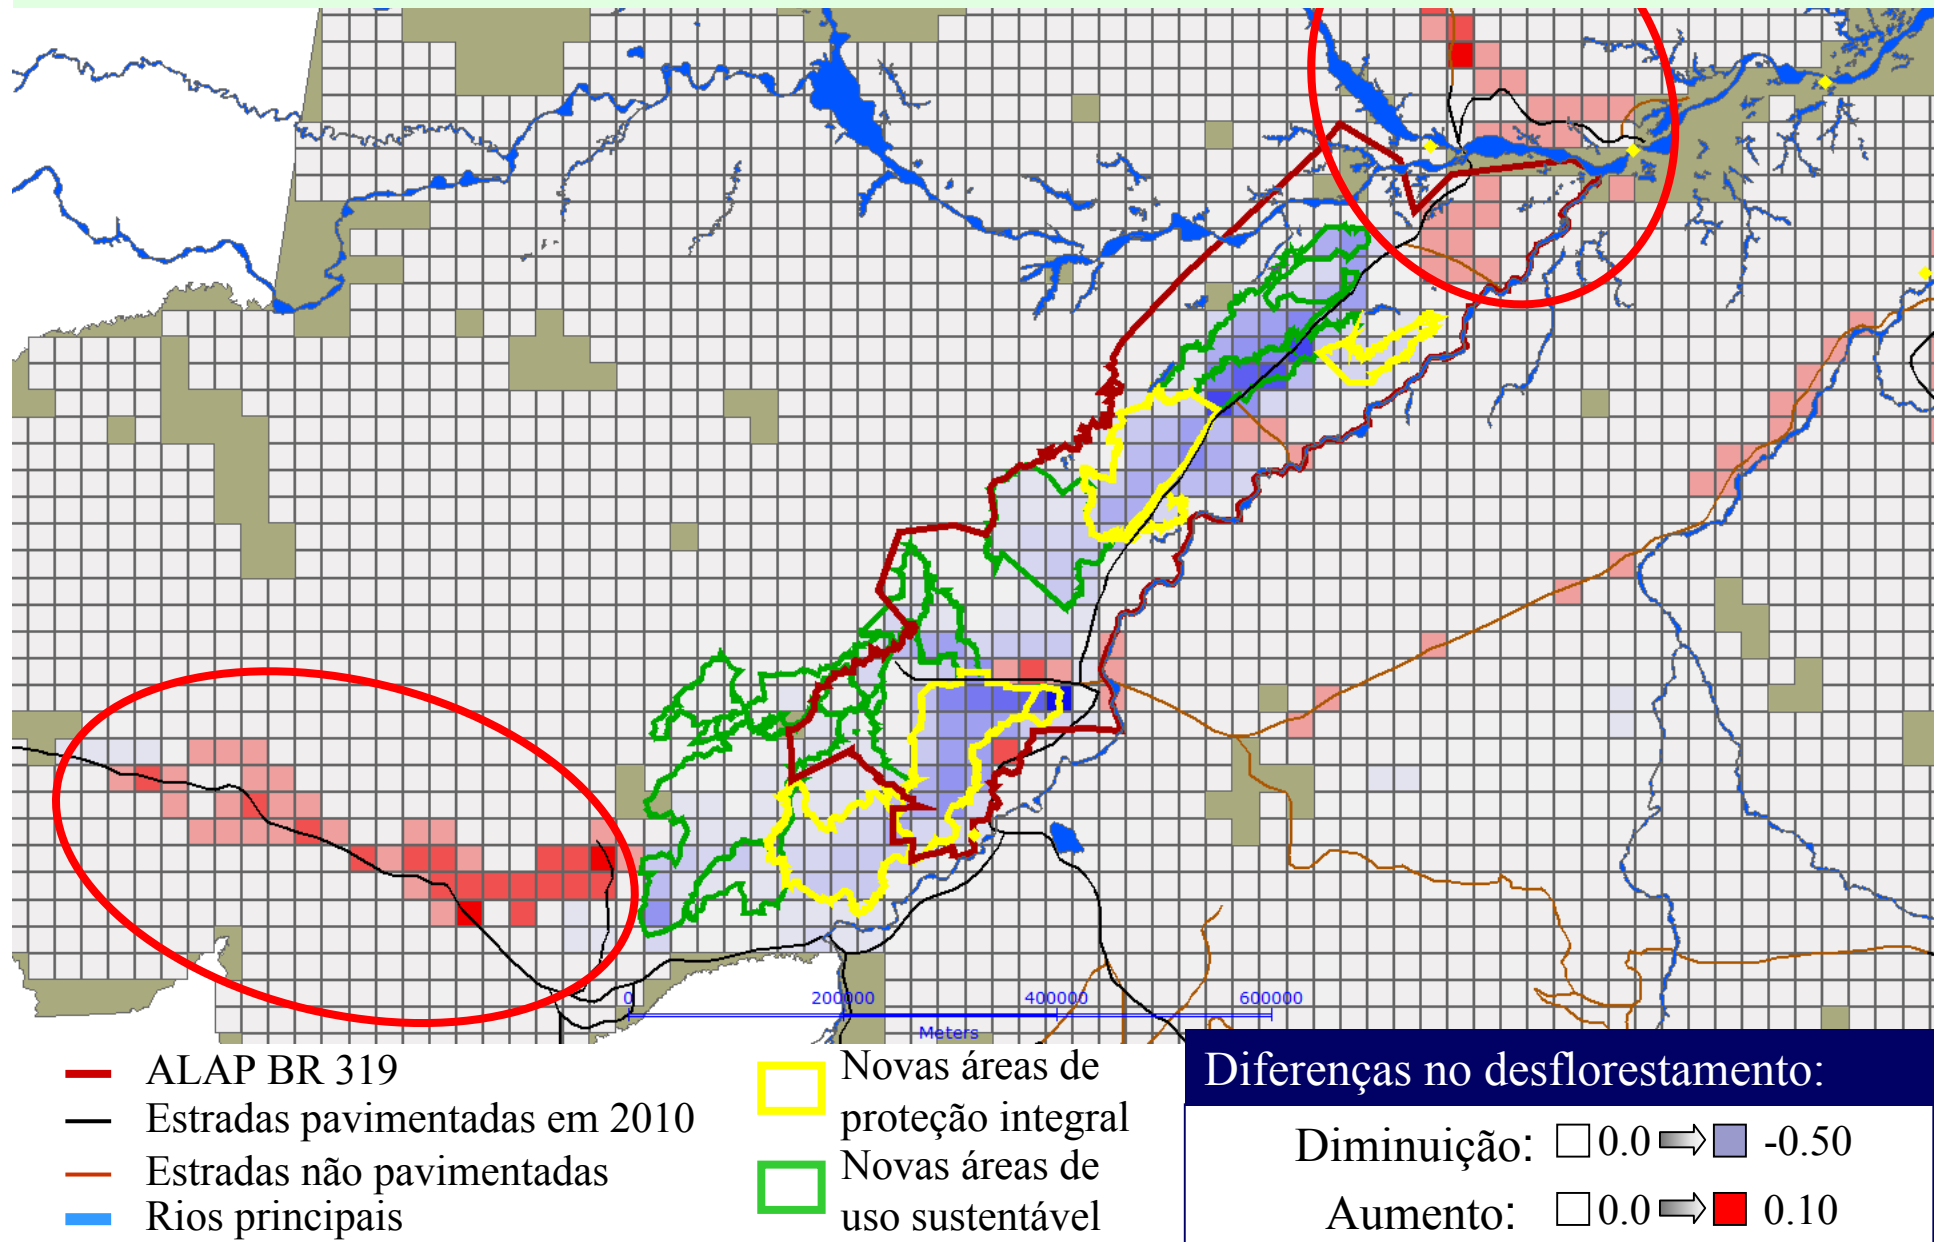 0
200000
400000
600000
Meters
ALAP BR 319
Estradas pavimentadas em 2010
Estradas não pavimentadas
Rios principais
Novas áreas de
proteção integral
Novas áreas de
uso sustentável
Diferenças no desflorestamento:
Diminuição: 0.0 -0.50
Aumento: 0.0 0.10